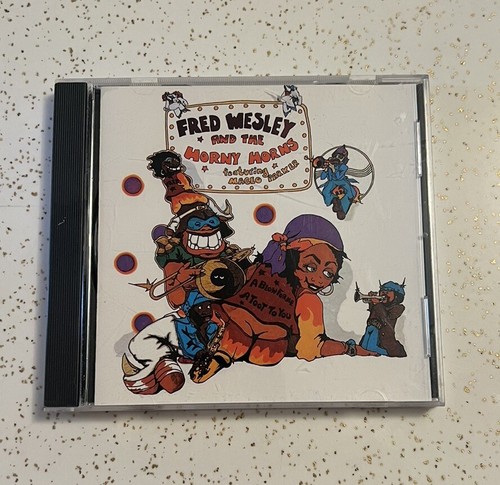 FRED WESLEY
AND THE
HORNY HORNS
featuring
MACEO PARKER
A BLOW FOR ME
A TOOT TO YOU